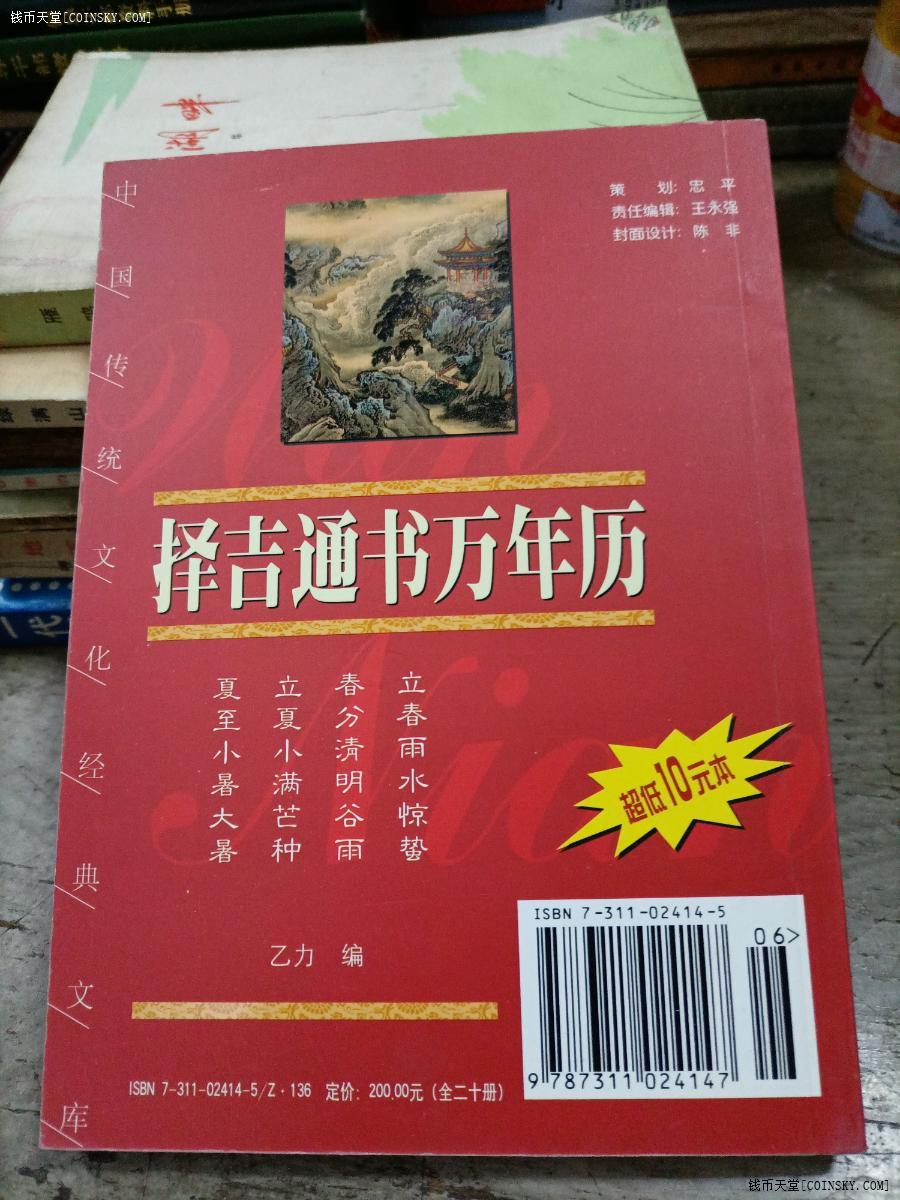 钱币天堂[COINSKY.COM]
策 划: 忠 平
责任编辑: 王永强
封面设计: 陈 非
中国传统文化经典文库
择吉通书万年历
立春雨水惊蛰
春分清明谷雨
立夏小满芒种
夏至小暑大暑
超低10元本
乙力 编
ISBN 7-311-02414-5
06>
9 787311 024147
ISBN 7-311-02414-5/Z·136 定价: 200.00元 (全二十册)
满山
一代
钱币天堂[COINSKY.COM]